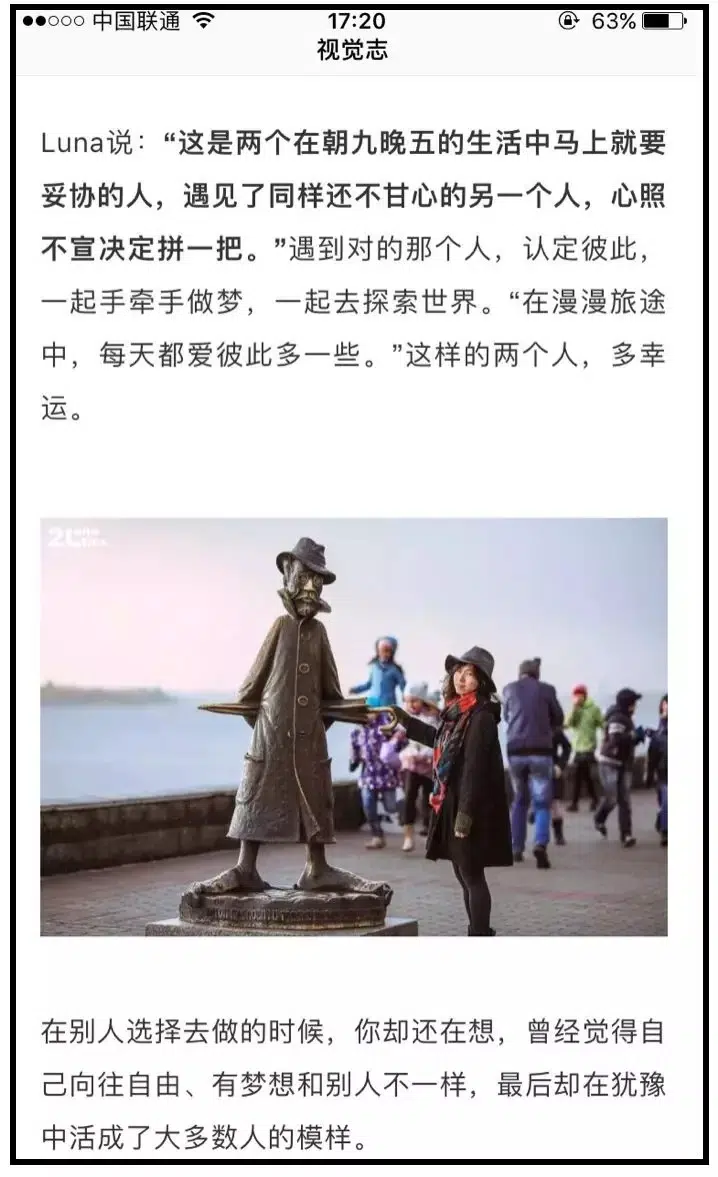 中国联通 17:20 63%
视觉志
Luna说：“这是两个在朝九晚五的生活中马上就要
妥协的人，遇见了同样还不甘心的另一个人，心照
不宣决定拼一把。”遇到对的那个人，认定彼此，
一起手牵手做梦，一起去探索世界。“在漫漫旅途
中，每天都爱彼此多一些。”这样的两个人，多幸
运。
在别人选择去做的时候，你却还在想，曾经觉得自
己向往自由、有梦想和别人不一样，最后却在犹豫
中活成了大多数人的模样。